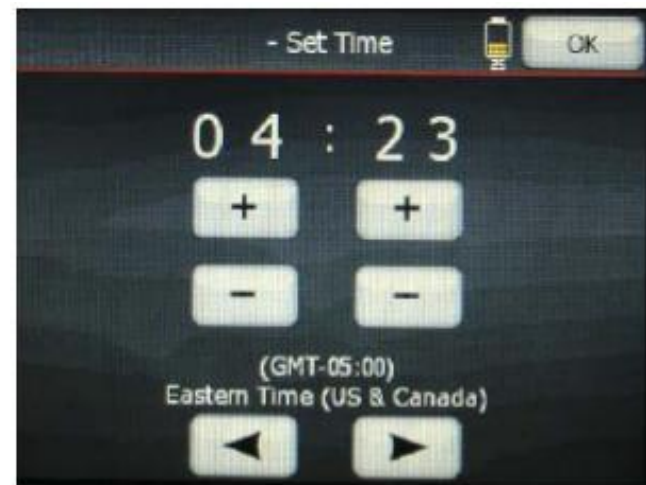 - Set Time
OK
04:23
+ +
- -
(GMT-05:00)
Eastern Time (US & Canada)